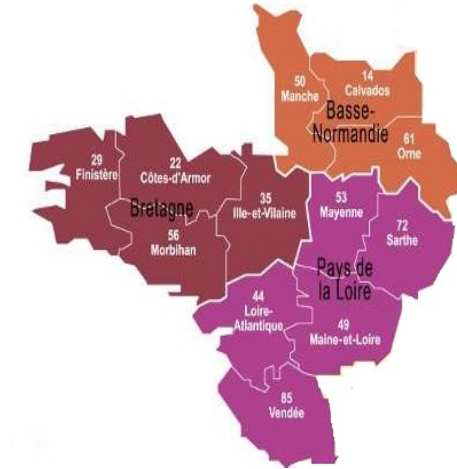 50
Manche
14
Calvados
Basse-
Normandie
61
Orne
29
Finistère
22
Côtes-d'Armor
Bretagne
56
Morbihan
35
Ille-et-Vilaine
53
Mayenne
72
Sarthe
Pays de
la Loire
44
Loire-
Atlantique
49
Maine-et-Loire
85
Vendée